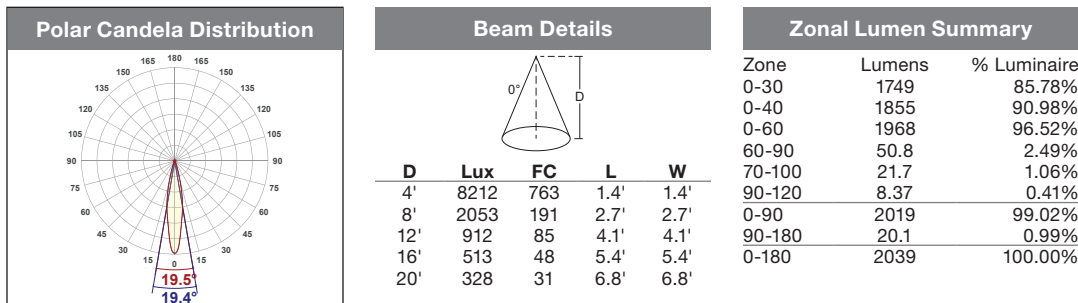 Polar Candela Distribution
165 180 165
150 150
135 135
120 120
105 105
90 90
75 75
60 60
45 45
30 30
15 0 15
19.5°
19.4°
Beam Details
0°
D
D Lux FC L W
4' 8212 763 1.4' 1.4'
8' 2053 191 2.7' 2.7'
12' 912 85 4.1' 4.1'
16' 513 48 5.4' 5.4'
20' 328 31 6.8' 6.8'
Zonal Lumen Summary
Zone Lumens % Luminaire
0-30 1749 85.78%
0-40 1855 90.98%
0-60 1968 96.52%
60-90 50.8 2.49%
70-100 21.7 1.06%
90-120 8.37 0.41%
0-90 2019 99.02%
90-180 20.1 0.99%
0-180 2039 100.00%